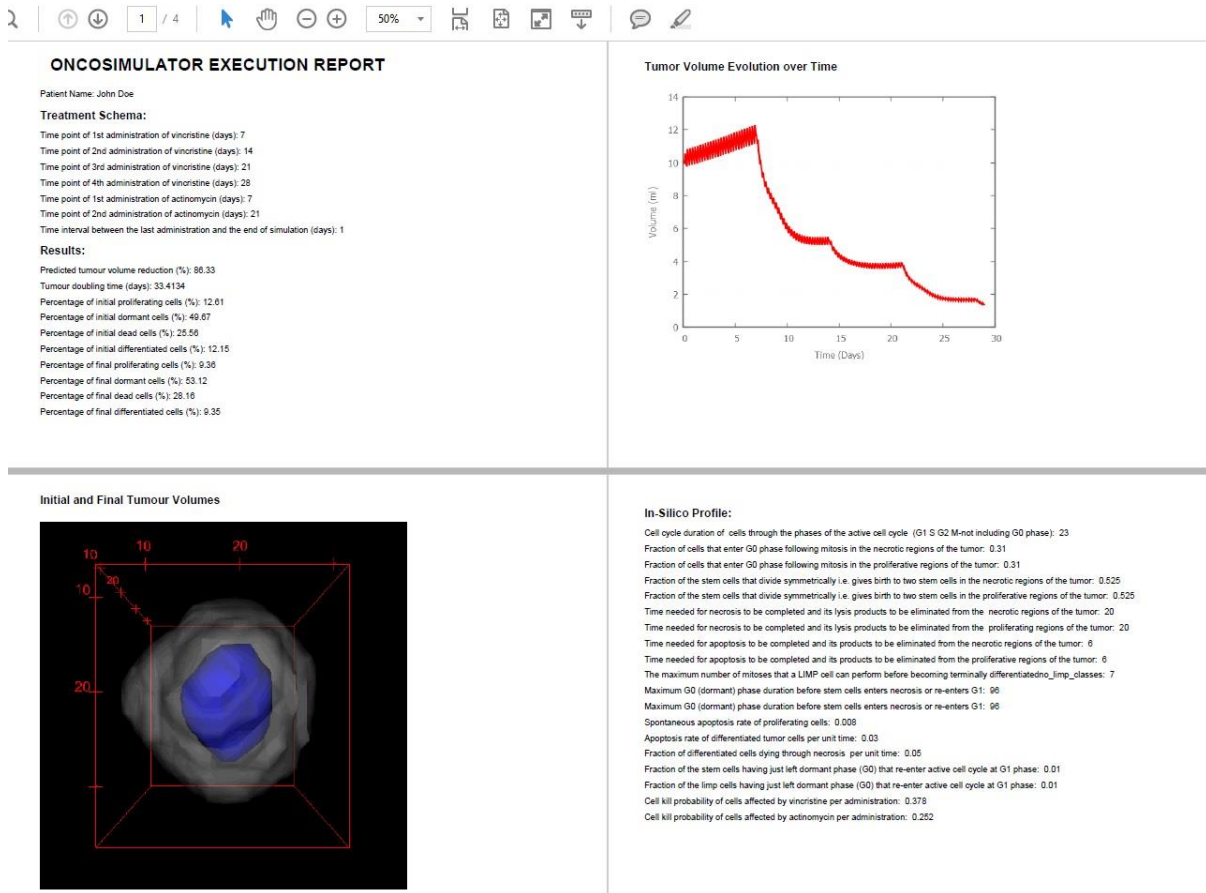 1 / 4
50%
ONCOSIMULATOR EXECUTION REPORT
Patient Name: John Doe
Treatment Schema:
Time point of 1st administration of vincristine (days): 7
Time point of 2nd administration of vincristine (days): 14
Time point of 3rd administration of vincristine (days): 21
Time point of 4th administration of vincristine (days): 28
Time point of 1st administration of actinomycin (days): 7
Time point of 2nd administration of actinomycin (days): 21
Time interval between the last administration and the end of simulation (days): 1
Results:
Predicted tumour volume reduction (%): 86.33
Tumour doubling time (days): 33.4134
Percentage of initial proliferating cells (%): 12.61
Percentage of initial dormant cells (%): 49.67
Percentage of initial dead cells (%): 25.56
Percentage of initial differentiated cells (%): 12.15
Percentage of final proliferating cells (%): 9.36
Percentage of final dormant cells (%): 53.12
Percentage of final dead cells (%): 28.16
Percentage of final differentiated cells (%): 9.35
Tumor Volume Evolution over Time
14
12
10
8
6
4
2
0
Volume (ml)
0 5 10 15 20 25 30
Time (Days)
Initial and Final Tumour Volumes
10 10 20
10 20
20
In-Silico Profile:
Cell cycle duration of cells through the phases of the active cell cycle (G1 S G2 M-not including G0 phase): 23
Fraction of cells that enter G0 phase following mitosis in the necrotic regions of the tumor: 0.31
Fraction of cells that enter G0 phase following mitosis in the proliferative regions of the tumor: 0.31
Fraction of the stem cells that divide symmetrically i.e. gives birth to two stem cells in the necrotic regions of the tumor: 0.525
Fraction of the stem cells that divide symmetrically i.e. gives birth to two stem cells in the proliferative regions of the tumor: 0.525
Time needed for necrosis to be completed and its lysis products to be eliminated from the necrotic regions of the tumor: 20
Time needed for necrosis to be completed and its lysis products to be eliminated from the proliferating regions of the tumor: 20
Time needed for apoptosis to be completed and its products to be eliminated from the necrotic regions of the tumor: 6
Time needed for apoptosis to be completed and its products to be eliminated from the proliferative regions of the tumor: 6
The maximum number of mitoses that a LIMP cell can perform before becoming terminally differentiatedno_limp_classes: 7
Maximum G0 (dormant) phase duration before stem cells enters necrosis or re-enters G1: 96
Maximum G0 (dormant) phase duration before stem cells enters necrosis or re-enters G1: 96
Spontaneous apoptosis rate of proliferating cells: 0.008
Apoptosis rate of differentiated tumor cells per unit time: 0.03
Fraction of differentiated cells dying through necrosis per unit time: 0.05
Fraction of the stem cells having just left dormant phase (G0) that re-enter active cell cycle at G1 phase: 0.01
Fraction of the limp cells having just left dormant phase (G0) that re-enter active cell cycle at G1 phase: 0.01
Cell kill probability of cells affected by vincristine per administration: 0.378
Cell kill probability of cells affected by actinomycin per administration: 0.252